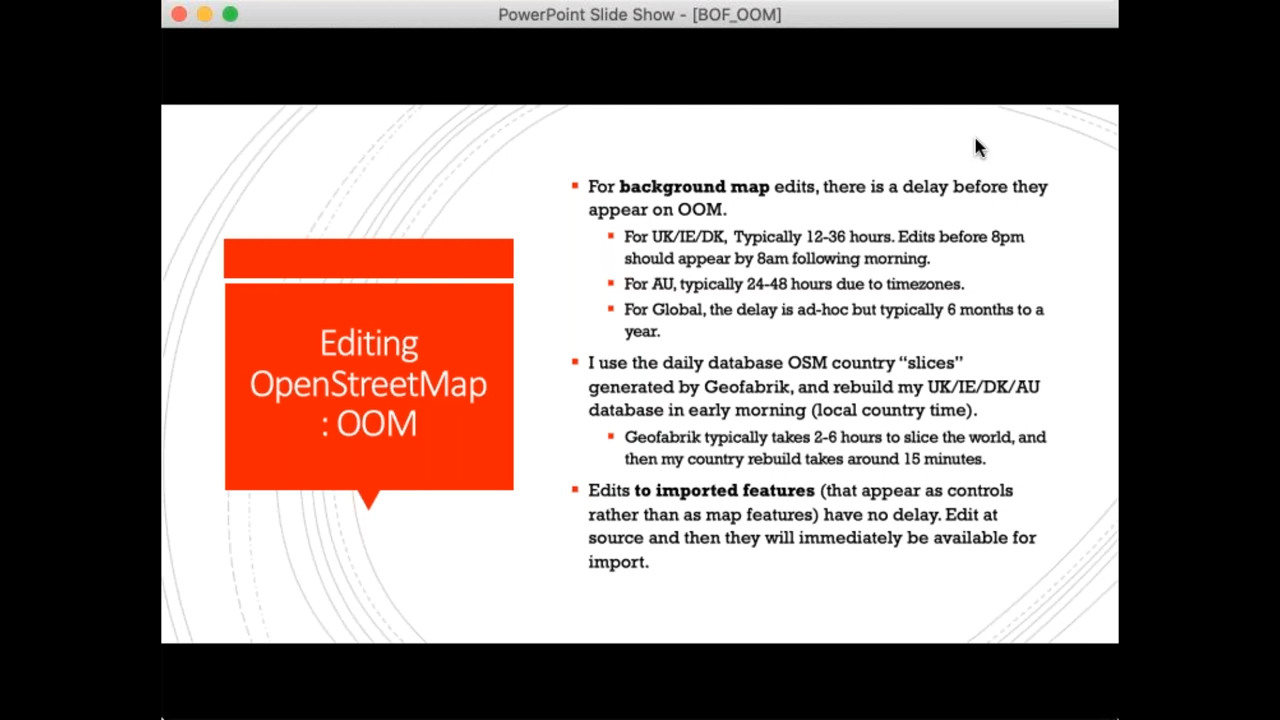 PowerPoint Slide Show - [BOF_OOM]
Editing
OpenStreetMap
: OOM
For background map edits, there is a delay before they
appear on OOM.
For UK/IE/DK, Typically 12-36 hours. Edits before 8pm
should appear by 8am following morning.
For AU, typically 24-48 hours due to timezones.
For Global, the delay is ad-hoc but typically 6 months to a
year.
I use the daily database OSM country “slices”
generated by Geofabrik, and rebuild my UK/IE/DK/AU
database in early morning (local country time).
Geofabrik typically takes 2-6 hours to slice the world, and
then my country rebuild takes around 15 minutes.
Edits to imported features (that appear as controls
rather than as map features) have no delay. Edit at
source and then they will immediately be available for
import.